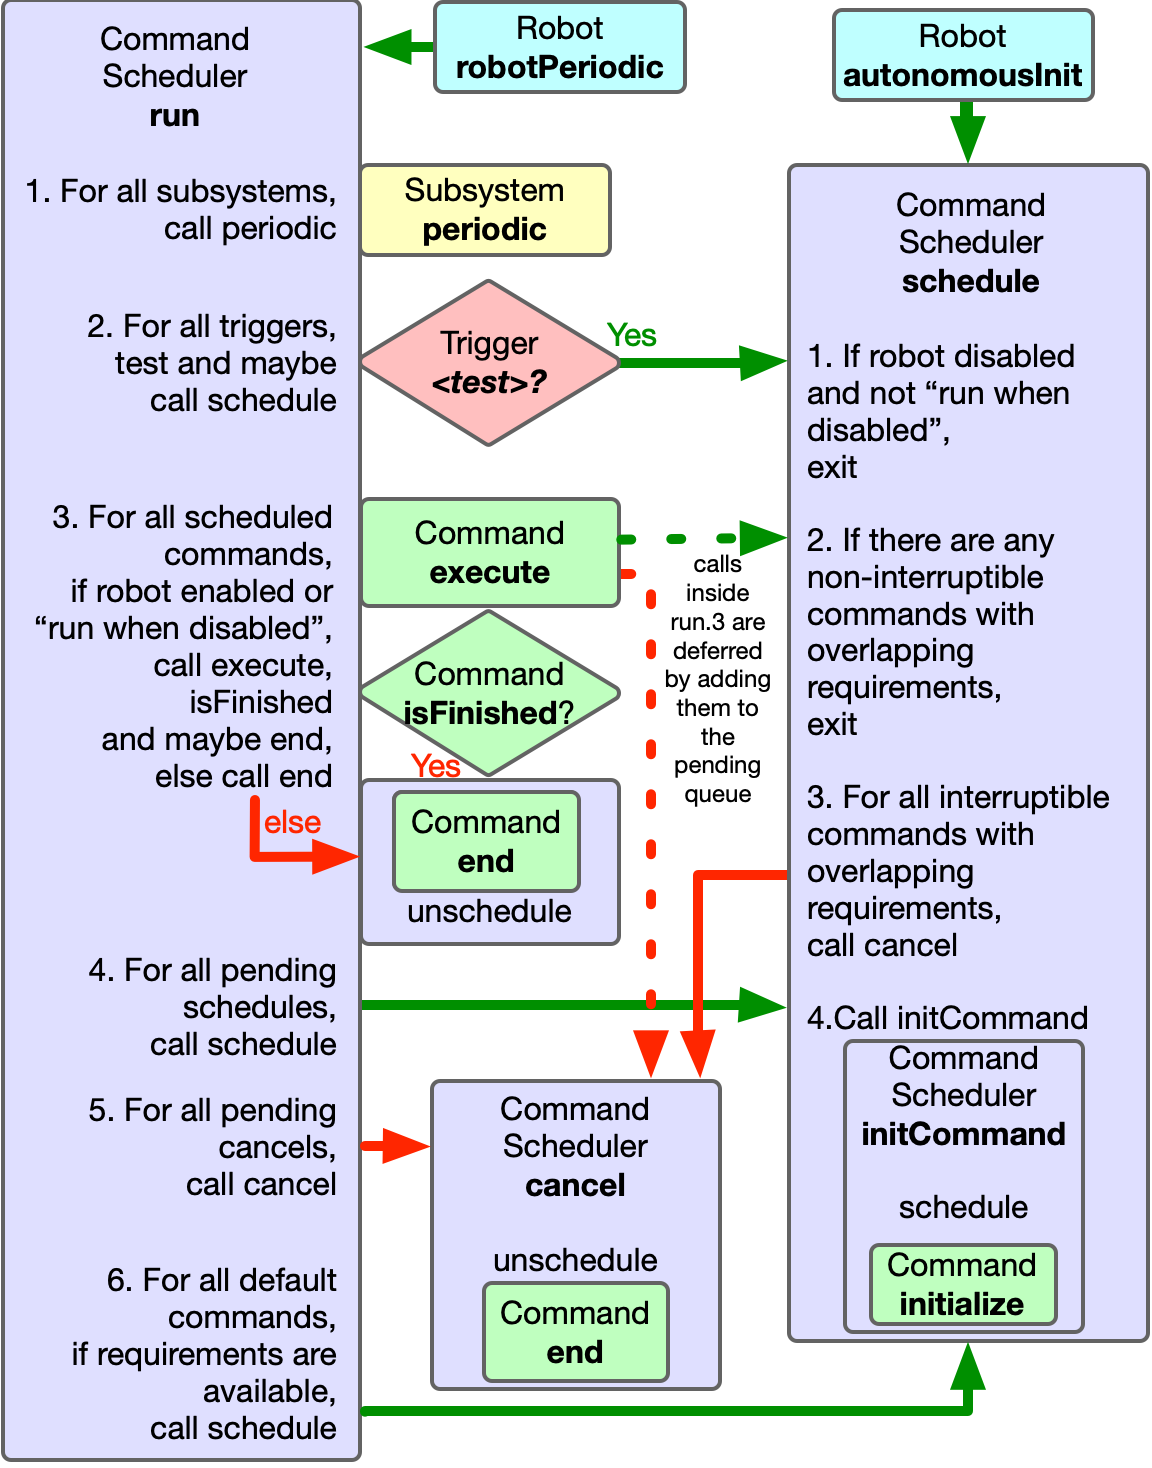 Command
Scheduler
run
Robot
robotPeriodic
Robot
autonomousInit
1. For all subsystems,
call periodic
Subsystem
periodic
2. For all triggers,
test and maybe
call schedule
Trigger
<test>?
Yes
3. For all scheduled
commands,
if robot enabled or
“run when disabled”,
call execute,
isFinished
and maybe end,
else call end
else
Command
execute
Command
isFinished?
Yes
Command
end
unschedule
calls
inside
run.3 are
deferred
by adding
them to
the
pending
queue
4. For all pending
schedules,
call schedule
5. For all pending
cancels,
call cancel
6. For all default
commands,
if requirements are
available,
call schedule
Command
Scheduler
cancel
unschedule
Command
end
Command
Scheduler
schedule
1. If robot disabled
and not “run when
disabled”,
exit
2. If there are any
non-interruptible
commands with
overlapping
requirements,
exit
3. For all interruptible
commands with
overlapping
requirements,
call cancel
4.Call initCommand
Command
Scheduler
initCommand
schedule
Command
initialize